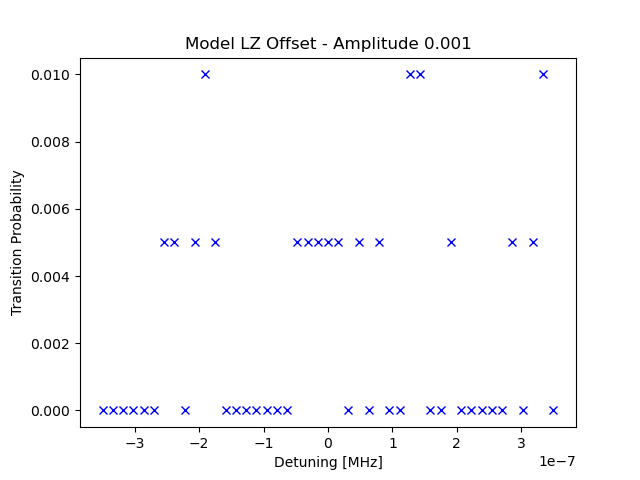 Model LZ Offset - Amplitude 0.001
0.010
0.008
0.006
0.004
0.002
0.000
Transition Probability
−3 −2 −1 0 1 2 3
1e−7
Detuning [MHz]